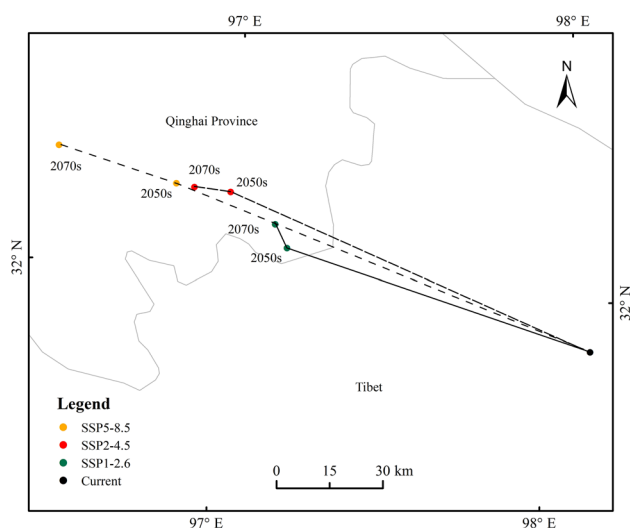 97° E
98° E
N
Qinghai Province
2070s
2070s
2050s
2050s
2070s
2050s
32° N
32° N
Tibet
Legend
SSP5-8.5
SSP2-4.5
SSP1-2.6
Current
0 15 30 km
97° E
98° E